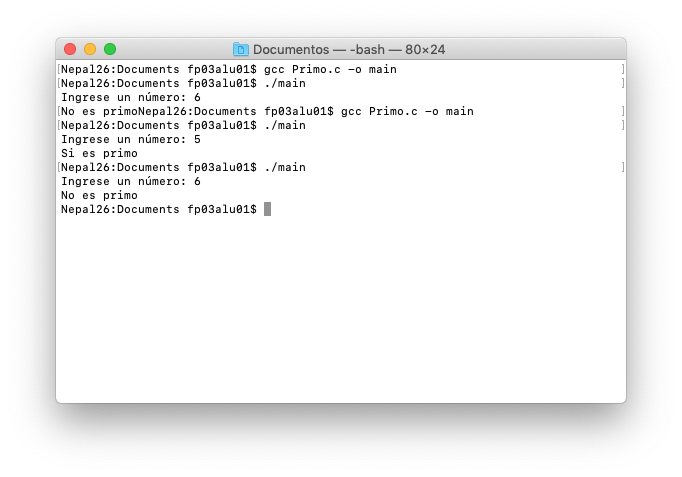 Documentos — -bash — 80×24
[Nepal26:Documents fp03alu01$ gcc Primo.c -o main ]
[Nepal26:Documents fp03alu01$ ./main ]
Ingrese un número: 6
[No es primoNepal26:Documents fp03alu01$ gcc Primo.c -o main ]
[Nepal26:Documents fp03alu01$ ./main ]
Ingrese un número: 5
Si es primo
[Nepal26:Documents fp03alu01$ ./main ]
Ingrese un número: 6
No es primo
Nepal26:Documents fp03alu01$